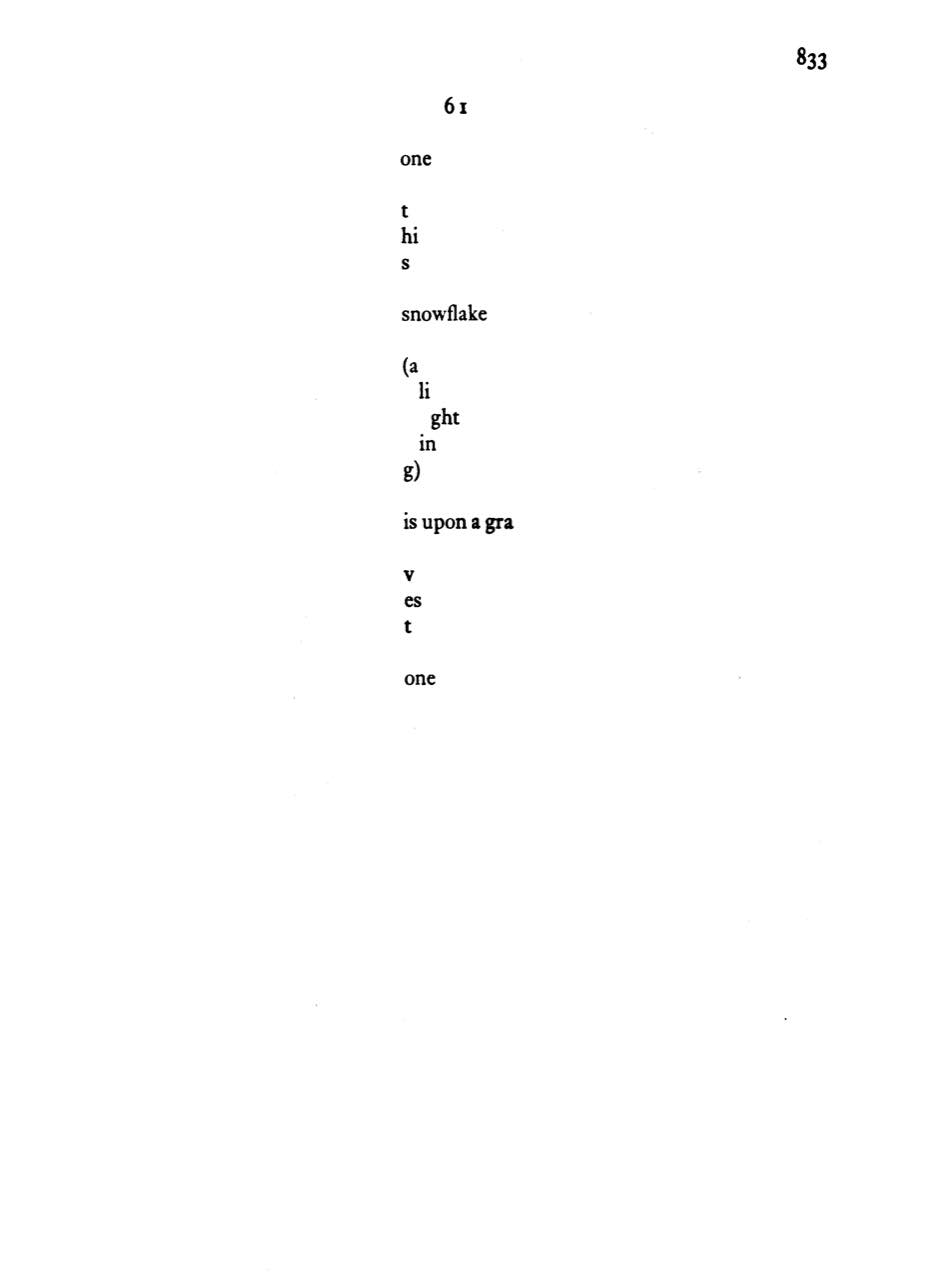 833
61
one
t
hi
s
snowflake
(a
li
ght
in
g)
is upon a gra
v
es
t
one